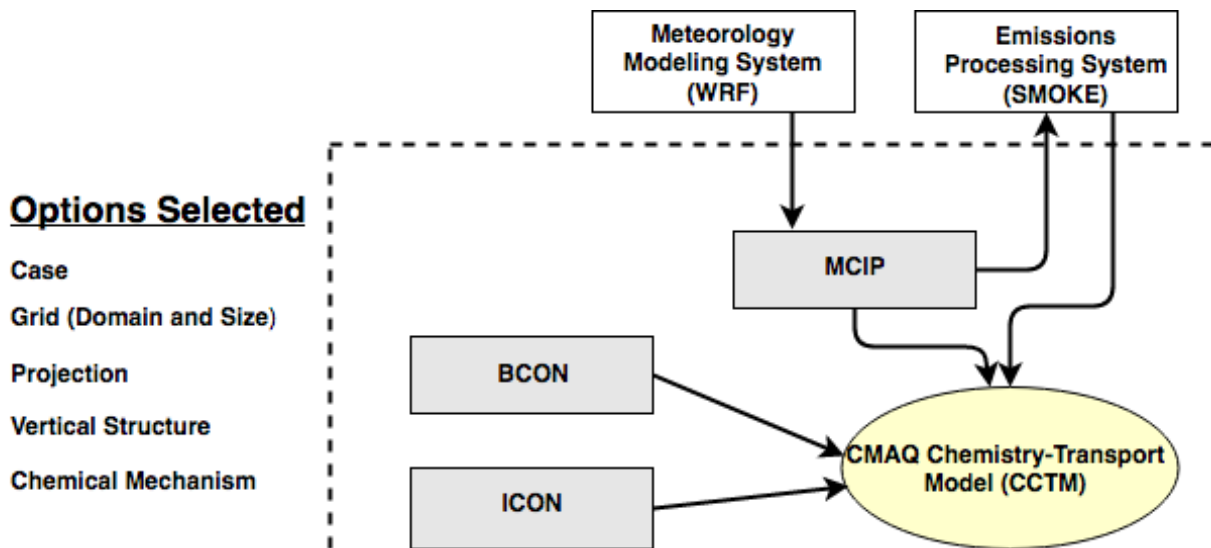 Meteorology
Modeling System
(WRF)
Emissions
Processing System
(SMOKE)
Options Selected
Case
Grid (Domain and Size)
Projection
Vertical Structure
Chemical Mechanism
MCIP
BCON
ICON
CMAQ Chemistry-Transport
Model (CCTM)